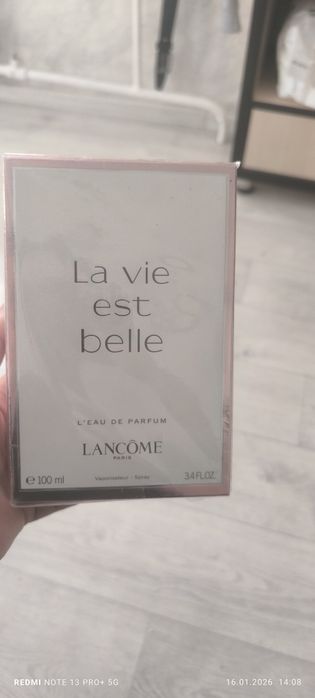 La vie
est
belle
L'EAU DE PARFUM
LANCÔME
PARIS
℮ 100 ml Vaporisateur - Spray 3.4 FL.OZ.
REDMI NOTE 13 PRO+ 5G 16.01.2026 14:08